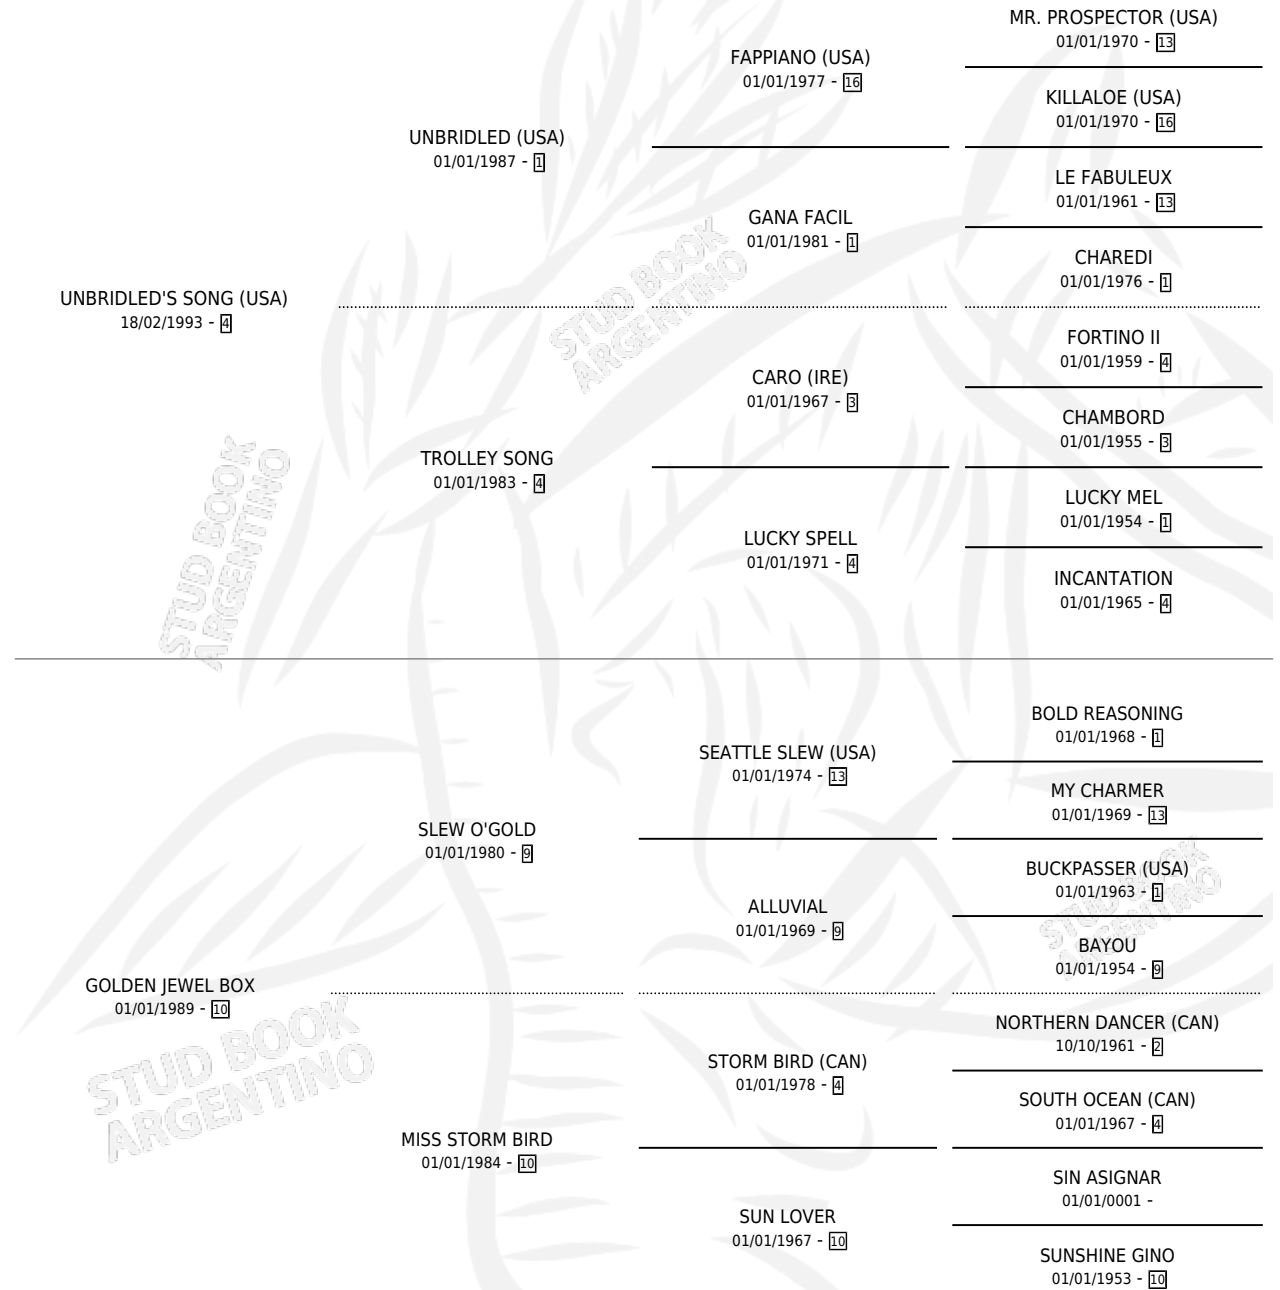 MR. PROSPECTOR (USA)
01/01/1970 - 13
FAPPIANO (USA)
01/01/1977 - 16
KILLALOE (USA)
01/01/1970 - 16
UNBRIDLED (USA)
01/01/1987 - 1
LE FABULEUX
01/01/1961 - 13
GANA FACIL
01/01/1981 - 1
CHAREDI
01/01/1976 - 1
UNBRIDLED'S SONG (USA)
18/02/1993 - 4
STUD BOOK
ARGENTINO
FORTINO II
01/01/1959 - 4
CARO (IRE)
01/01/1967 - 3
CHAMBORD
01/01/1955 - 3
TROLLEY SONG
01/01/1983 - 4
LUCKY MEL
01/01/1954 - 1
LUCKY SPELL
01/01/1971 - 4
INCANTATION
01/01/1965 - 4
STUD BOOK
ARGENTINO
BOLD REASONING
01/01/1968 - 1
SEATTLE SLEW (USA)
01/01/1974 - 13
MY CHARMER
01/01/1969 - 13
SLEW O'GOLD
01/01/1980 - 9
BUCKPASSER (USA)
01/01/1963 - 1
ALLUVIAL
01/01/1969 - 9
STUD BOOK
ARGENTINO
BAYOU
01/01/1954 - 9
GOLDEN JEWEL BOX
01/01/1989 - 10
STUD BOOK
ARGENTINO
NORTHERN DANCER (CAN)
10/10/1961 - 2
STORM BIRD (CAN)
01/01/1978 - 4
SOUTH OCEAN (CAN)
01/01/1967 - 4
MISS STORM BIRD
01/01/1984 - 10
SIN ASIGNAR
01/01/0001 -
SUN LOVER
01/01/1967 - 10
SUNSHINE GINO
01/01/1953 - 10